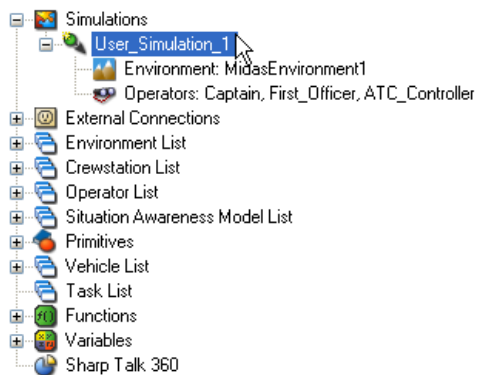 Simulations
User_Simulation_1
Environment: MidasEnvironment1
Operators: Captain, First_Officer, ATC_Controller
External Connections
Environment List
Crewstation List
Operator List
Situation Awareness Model List
Primitives
Vehicle List
Task List
Functions
Variables
Sharp Talk 360